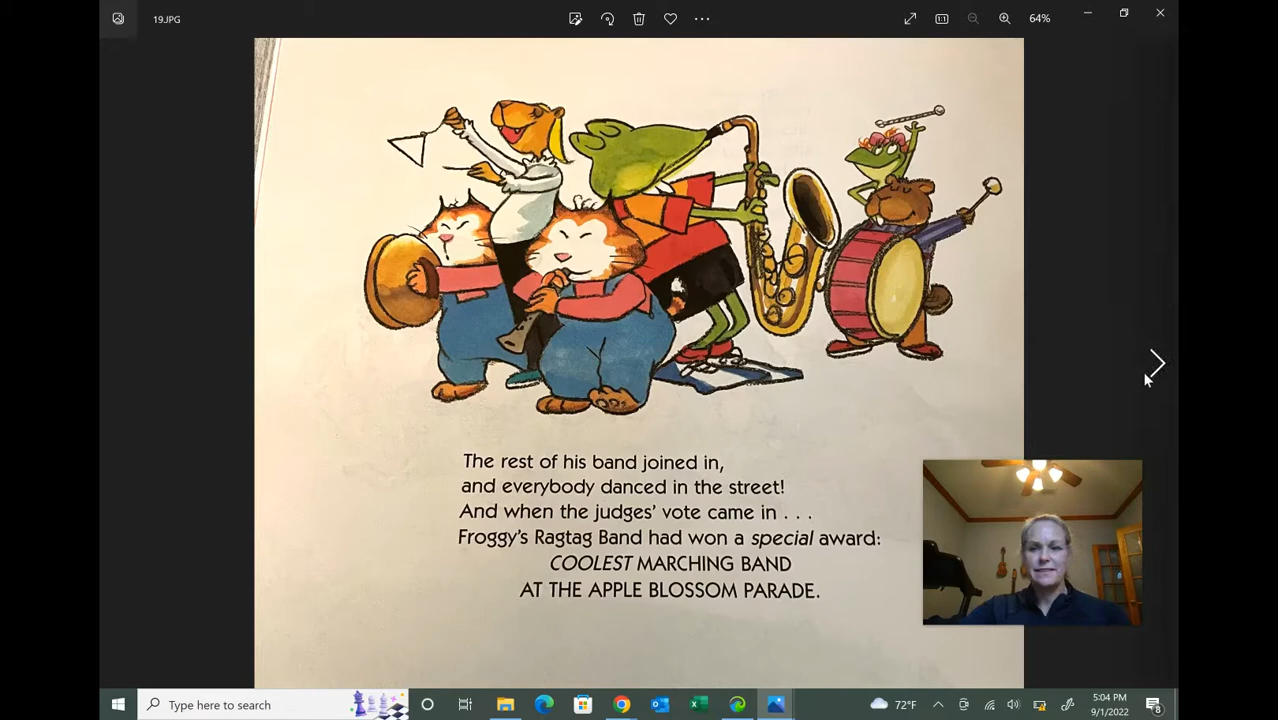 19.JPG
64%
The rest of his band joined in,
and everybody danced in the street!
And when the judges' vote came in . . .
Froggy's Ragtag Band had won a special award:
COOLEST MARCHING BAND
AT THE APPLE BLOSSOM PARADE.
Type here to search
72°F
5:04 PM
9/1/2022
8